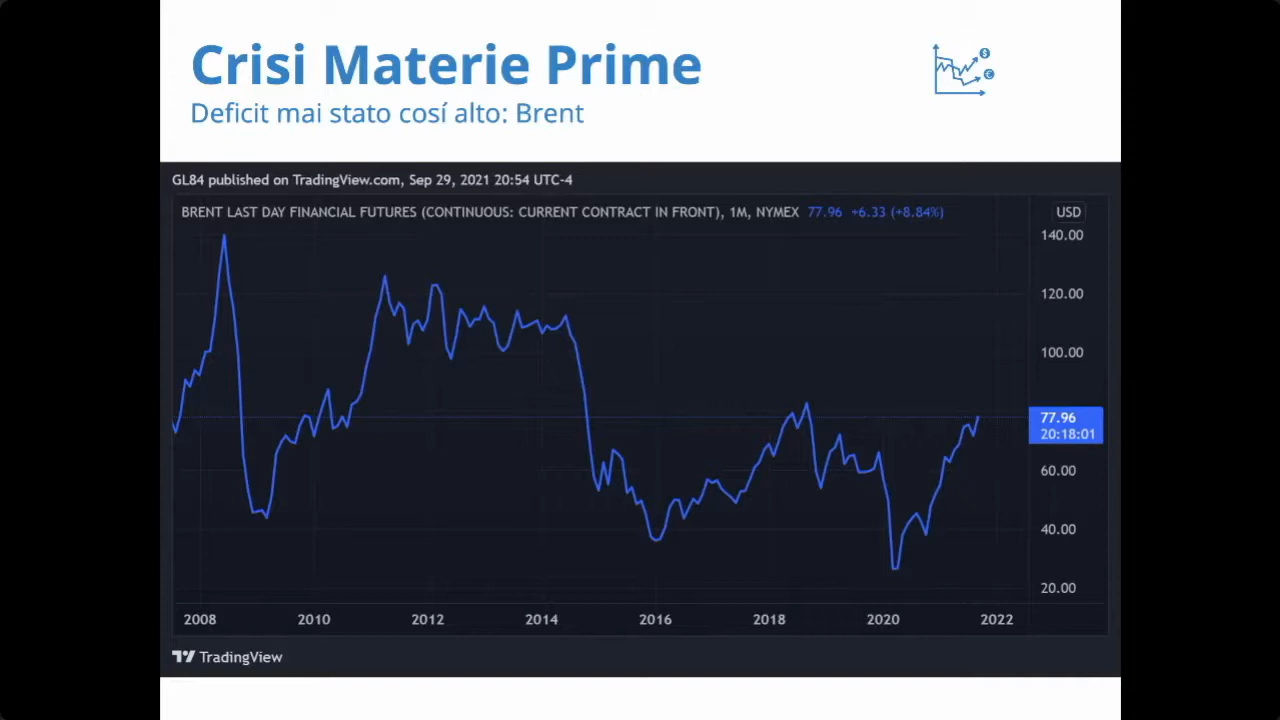 Crisi Materie Prime
$
€
Deficit mai stato cosí alto: Brent
GL84 published on TradingView.com, Sep 29, 2021 20:54 UTC-4
BRENT LAST DAY FINANCIAL FUTURES (CONTINUOUS: CURRENT CONTRACT IN FRONT), 1M, NYMEX 77.96 +6.33 (+8.84%)
USD
140.00
120.00
100.00
77.96
20:18:01
60.00
40.00
20.00
2008 2010 2012 2014 2016 2018 2020 2022
TradingView